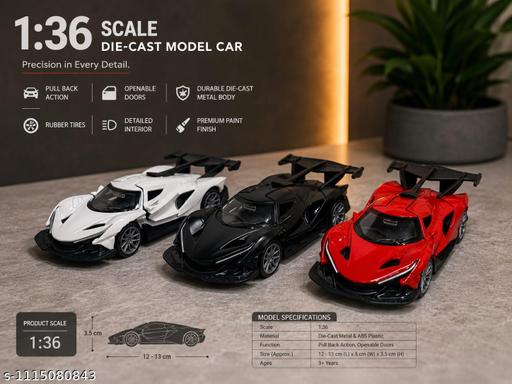 1:36 SCALE
DIE-CAST MODEL CAR
Precision in Every Detail.
PULL BACK ACTION
OPENABLE DOORS
DURABLE DIE-CAST METAL BODY
RUBBER TIRES
DETAILED INTERIOR
PREMIUM PAINT FINISH
PRODUCT SCALE
1:36
3.5 cm
12 - 13 cm
MODEL SPECIFICATIONS
Scale 1:36
Material Die-Cast Metal & ABS Plastic
Function Pull Back Action, Openable Doors
Size (Approx.) 12 - 13 cm (L) x 5 cm (W) x 3.5 cm (H)
Ages 3+ Years
s-1115080843